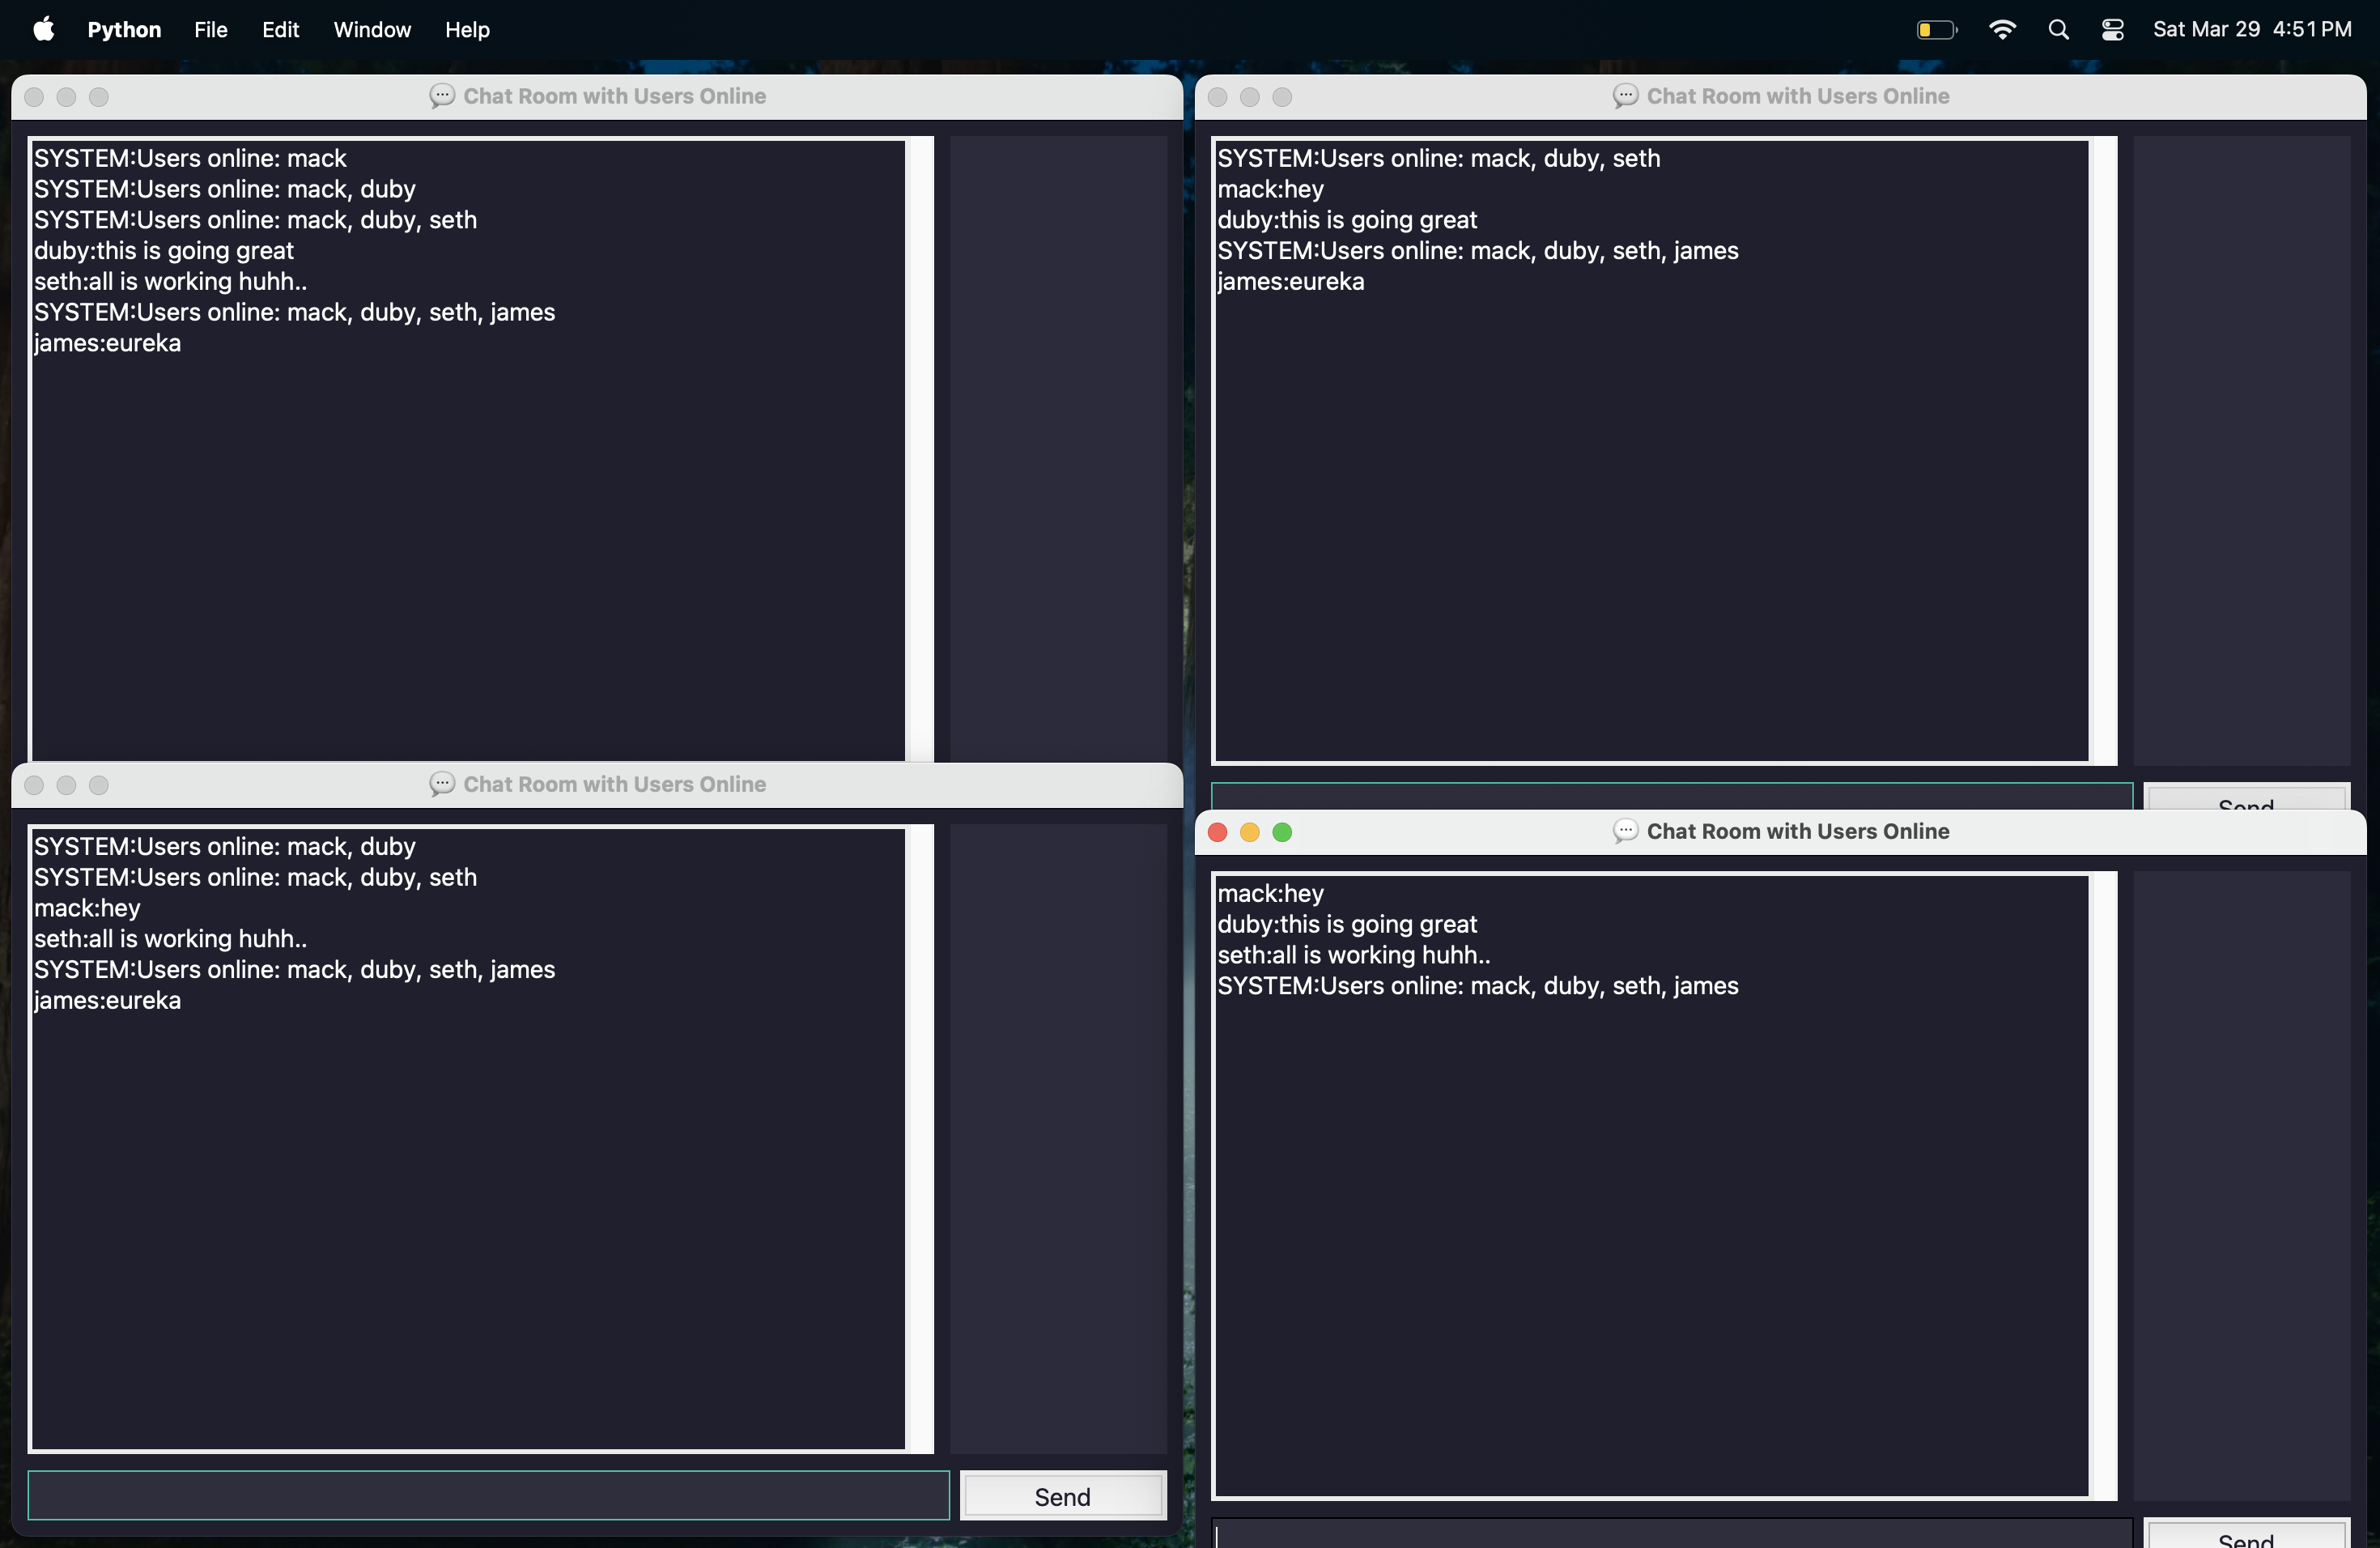 Python File Edit Window Help Sat Mar 29 4:51 PM
Chat Room with Users Online
SYSTEM:Users online: mack
SYSTEM:Users online: mack, duby
SYSTEM:Users online: mack, duby, seth
duby:this is going great
seth:all is working huhh..
SYSTEM:Users online: mack, duby, seth, james
james:eureka
Chat Room with Users Online
SYSTEM:Users online: mack, duby, seth
mack:hey
duby:this is going great
SYSTEM:Users online: mack, duby, seth, james
james:eureka
Send
Chat Room with Users Online
SYSTEM:Users online: mack, duby
SYSTEM:Users online: mack, duby, seth
mack:hey
seth:all is working huhh..
SYSTEM:Users online: mack, duby, seth, james
james:eureka
Send
Chat Room with Users Online
mack:hey
duby:this is going great
seth:all is working huhh..
SYSTEM:Users online: mack, duby, seth, james
Send